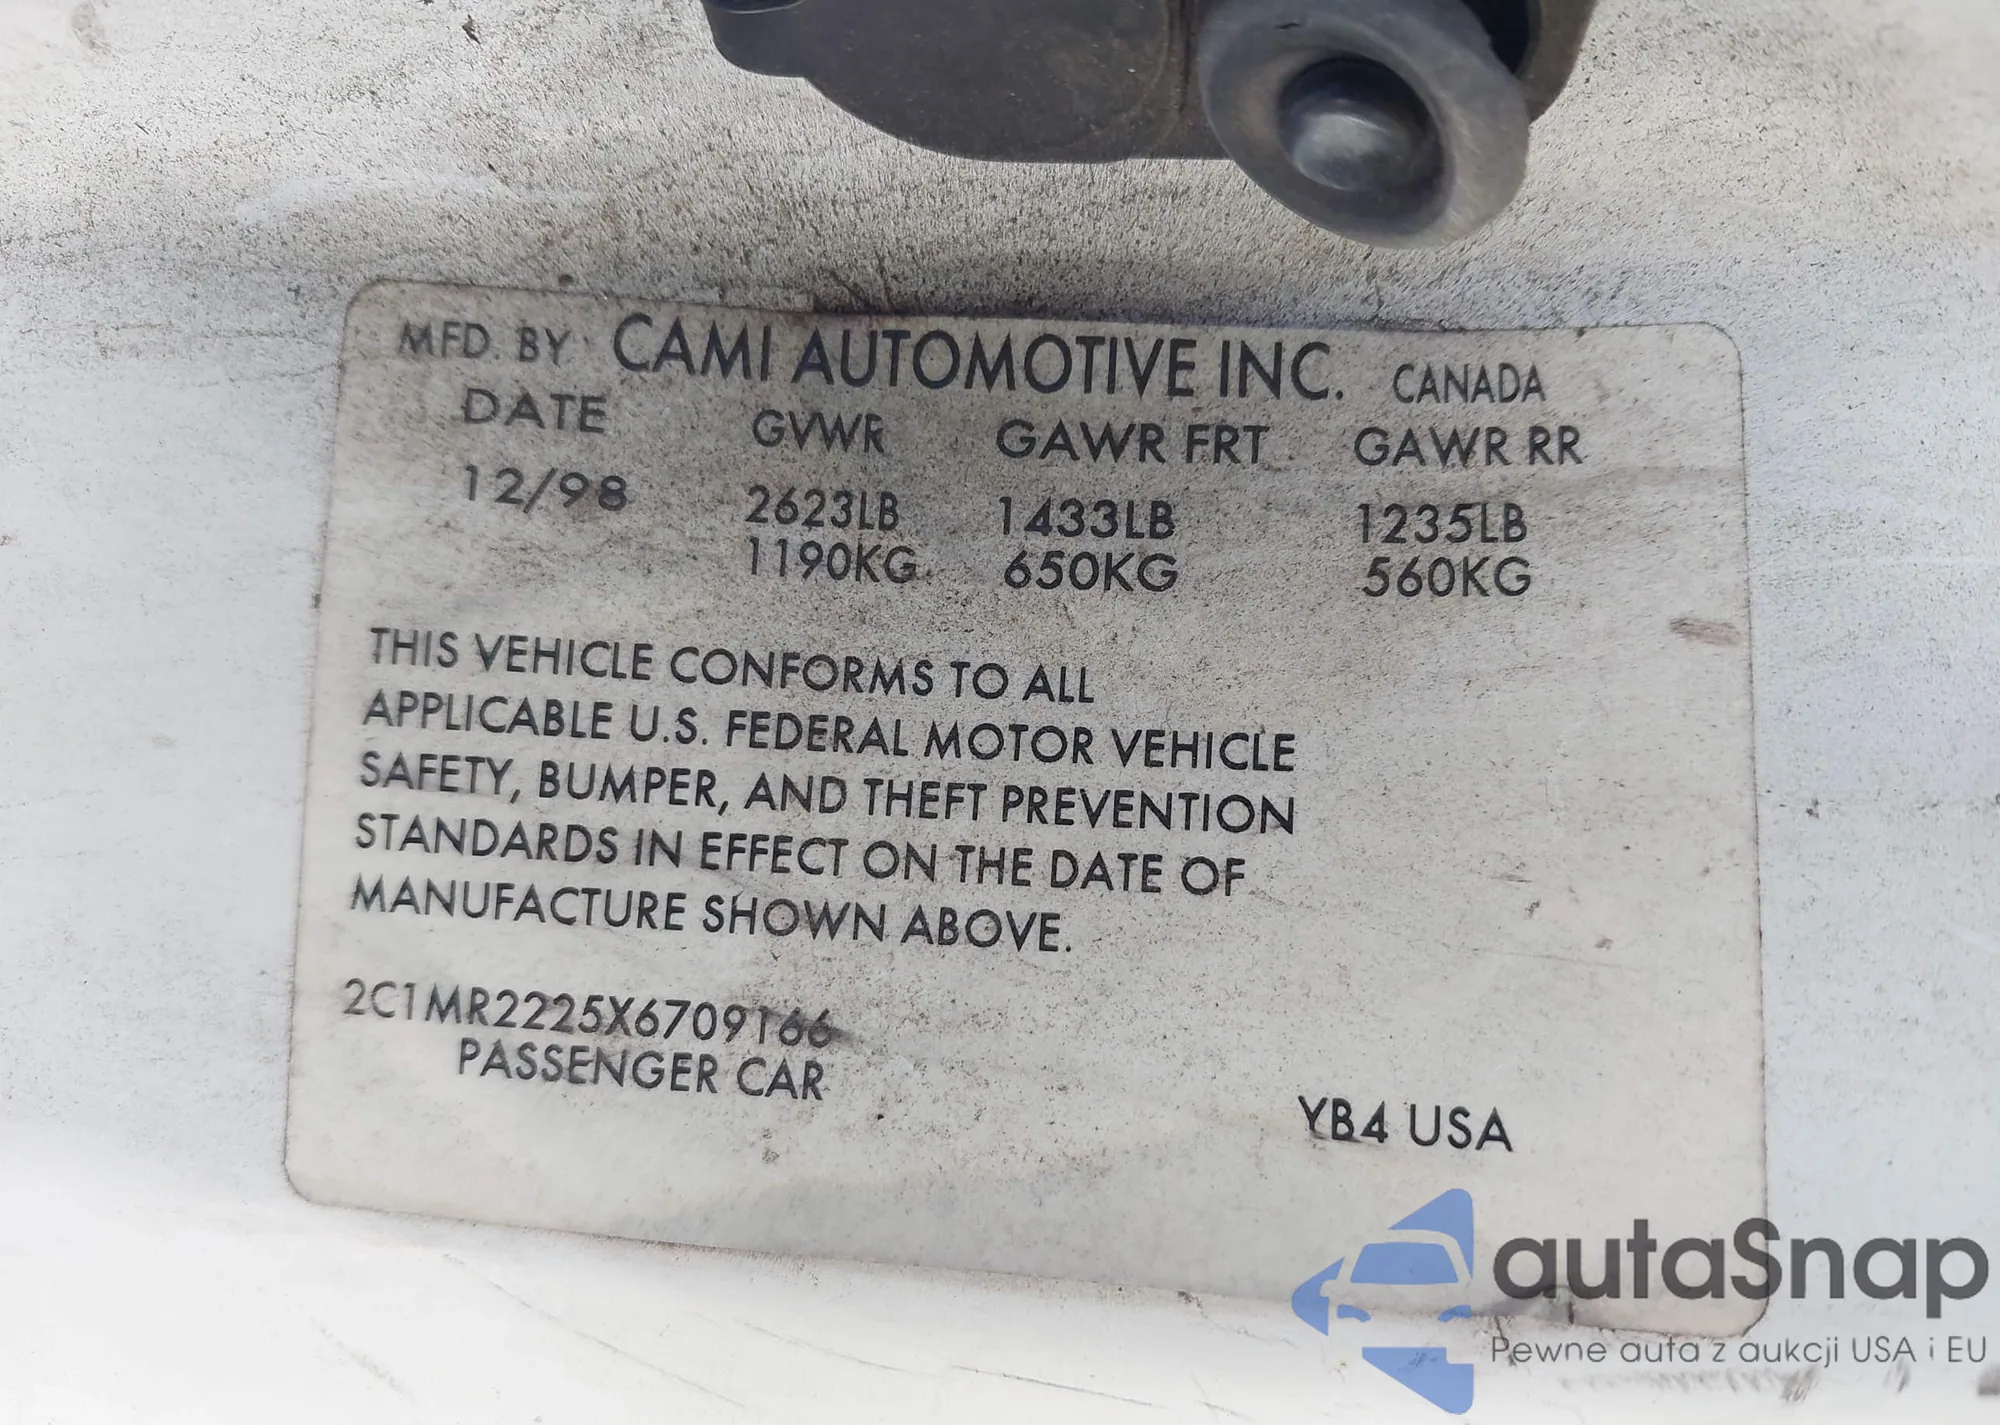 MFD. BY CAMI AUTOMOTIVE INC. CANADA
DATE GVWR GAWR FRT GAWR RR
12/98 2623LB 1433LB 1235LB
1190KG 650KG 560KG
THIS VEHICLE CONFORMS TO ALL
APPLICABLE U.S. FEDERAL MOTOR VEHICLE
SAFETY, BUMPER, AND THEFT PREVENTION
STANDARDS IN EFFECT ON THE DATE OF
MANUFACTURE SHOWN ABOVE.
2C1MR2225X6709166
PASSENGER CAR
YB4 USA
autaSnap
Pewne auta z aukcji USA i EU